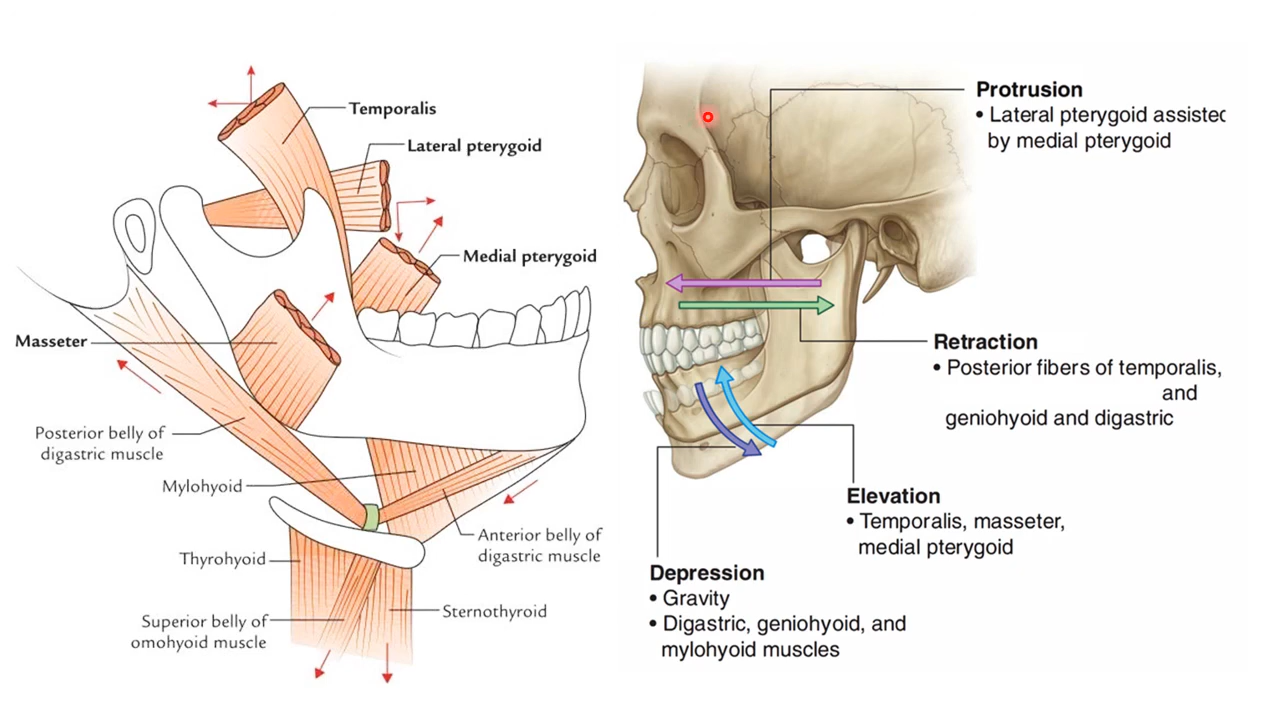 Temporalis
Lateral pterygoid
Medial pterygoid
Masseter
Posterior belly of
digastric muscle
Mylohyoid
Anterior belly of
digastric muscle
Thyrohyoid
Superior belly of
omohyoid muscle
Sternothyroid
Protrusion
• Lateral pterygoid assisted
by medial pterygoid
Retraction
• Posterior fibers of temporalis,
and
geniohyoid and digastric
Elevation
• Temporalis, masseter,
medial pterygoid
Depression
• Gravity
• Digastric, geniohyoid, and
mylohyoid muscles